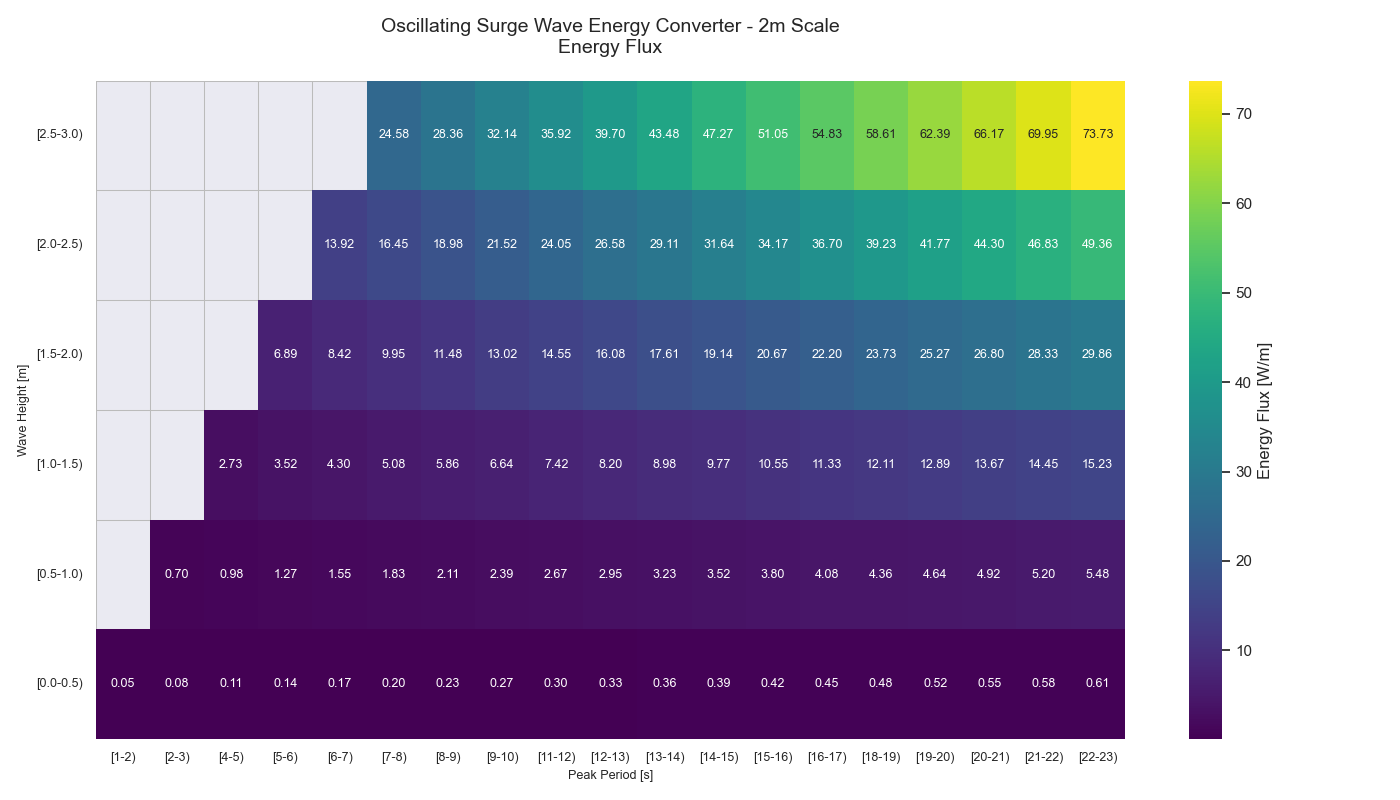 Oscillating Surge Wave Energy Converter - 2m Scale
Energy Flux
[2.5-3.0) 24.58 28.36 32.14 35.92 39.70 43.48 47.27 51.05 54.83 58.61 62.39 66.17 69.95 73.73
[2.0-2.5) 13.92 16.45 18.98 21.52 24.05 26.58 29.11 31.64 34.17 36.70 39.23 41.77 44.30 46.83 49.36
[1.5-2.0) 6.89 8.42 9.95 11.48 13.02 14.55 16.08 17.61 19.14 20.67 22.20 23.73 25.27 26.80 28.33 29.86
[1.0-1.5) 2.73 3.52 4.30 5.08 5.86 6.64 7.42 8.20 8.98 9.77 10.55 11.33 12.11 12.89 13.67 14.45 15.23
[0.5-1.0) 0.70 0.98 1.27 1.55 1.83 2.11 2.39 2.67 2.95 3.23 3.52 3.80 4.08 4.36 4.64 4.92 5.20 5.48
[0.0-0.5) 0.05 0.08 0.11 0.14 0.17 0.20 0.23 0.27 0.30 0.33 0.36 0.39 0.42 0.45 0.48 0.52 0.55 0.58 0.61
[1-2) [2-3) [4-5) [5-6) [6-7) [7-8) [8-9) [9-10) [11-12) [12-13) [13-14) [14-15) [15-16) [16-17) [18-19) [19-20) [20-21) [21-22) [22-23)
Peak Period [s]
Wave Height [m]
70
60
50
40
30
20
10
Energy Flux [W/m]